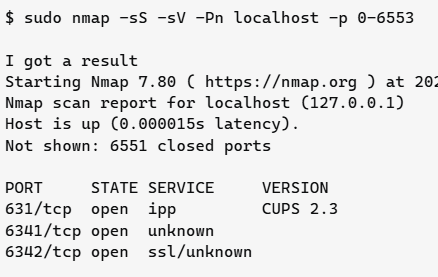 $ sudo nmap -sS -sV -Pn localhost -p 0-6553
I got a result
Starting Nmap 7.80 ( https://nmap.org ) at 202
Nmap scan report for localhost (127.0.0.1)
Host is up (0.000015s latency).
Not shown: 6551 closed ports
PORT     STATE SERVICE     VERSION
631/tcp  open  ipp         CUPS 2.3
6341/tcp open  unknown
6342/tcp open  ssl/unknown